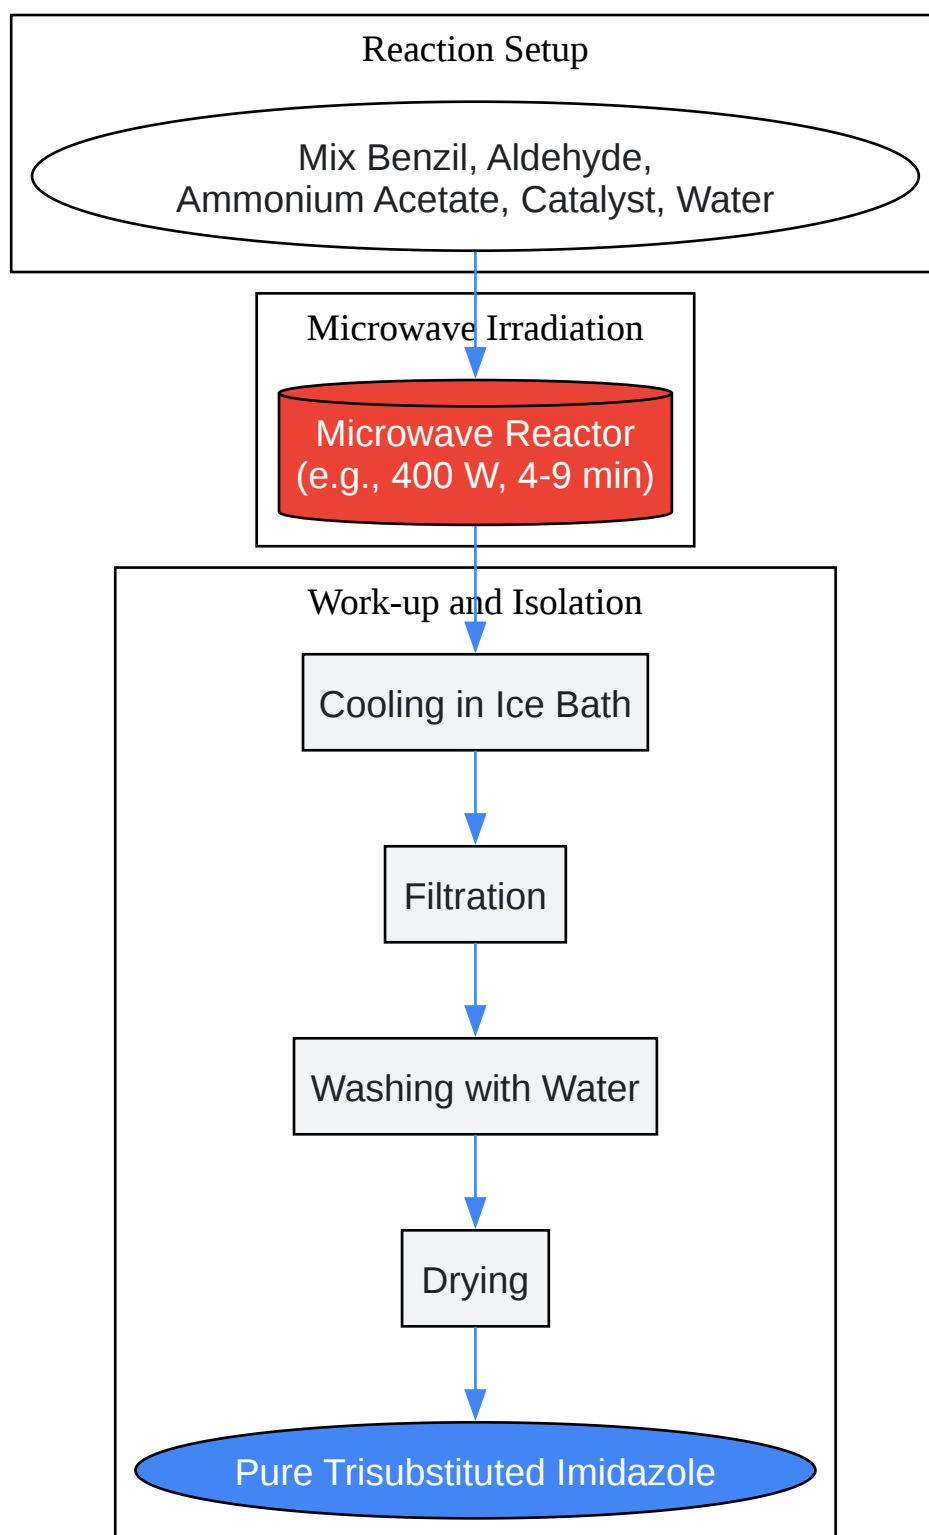 Reaction Setup
Mix Benzil, Aldehyde,
Ammonium Acetate, Catalyst, Water
Microwave Irradiation
Microwave Reactor
(e.g., 400 W, 4-9 min)
Work-up and Isolation
Cooling in Ice Bath
Filtration
Washing with Water
Drying
Pure Trisubstituted Imidazole